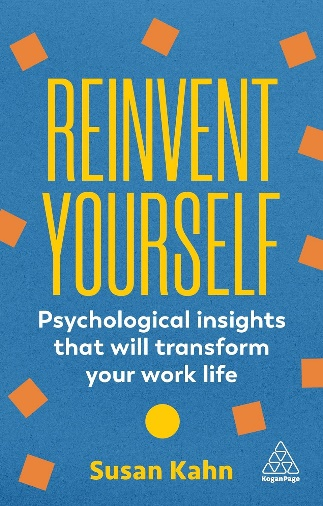 REINVENT
YOURSELF
Psychological insights
that will transform
your work life
Susan Kahn
KoganPage